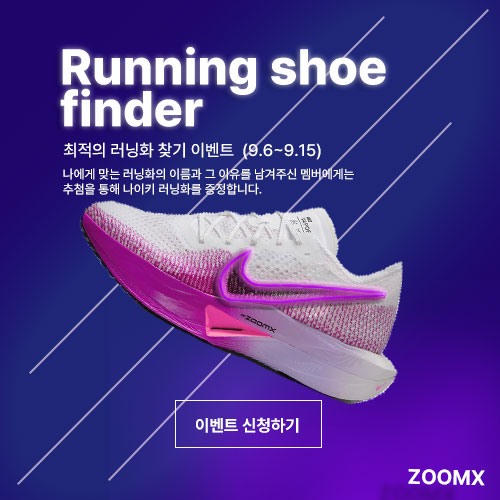 Running shoe
finder
최적의 러닝화 찾기 이벤트 (9.6~9.15)
나에게 맞는 러닝화의 이름과 그 이유를 남겨주신 멤버에게는
추첨을 통해 나이키 러닝화를 증정합니다.
ZOOMX
이벤트 신청하기
ZOOMX